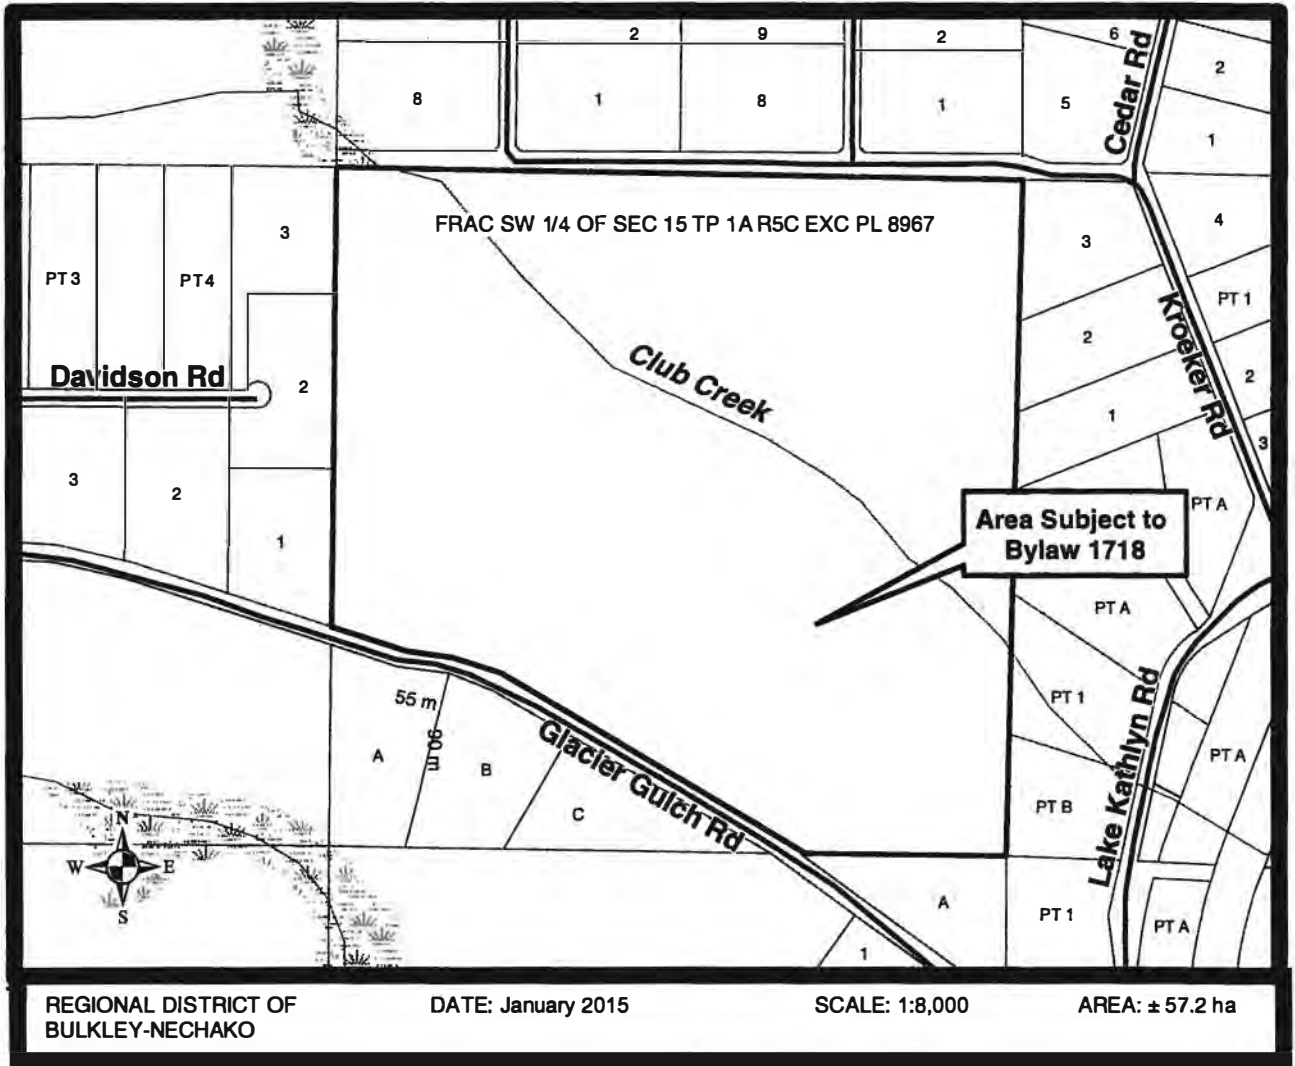 2
9
2
6
8
1
8
1
5
Cedar Rd
2
1
FRAC SW 1/4 OF SEC 15 TP 1A R5C EXC PL 8967
3
3
4
PT 3
PT 4
PT 1
Kroeker Rd
Club Creek
2
Davidson Rd
2
2
1
3
3
2
1
PT A
Area Subject to
Bylaw 1718
PT A
PT 1
Lake Kathlyn Rd
55 m
90 m
Glacier Gulch Rd
A
B
C
PT A
PT B
N
W
E
S
A
PT 1
PT A
1
REGIONAL DISTRICT OF
BULKLEY-NECHAKO
DATE: January 2015
SCALE: 1:8,000
AREA: ± 57.2 ha